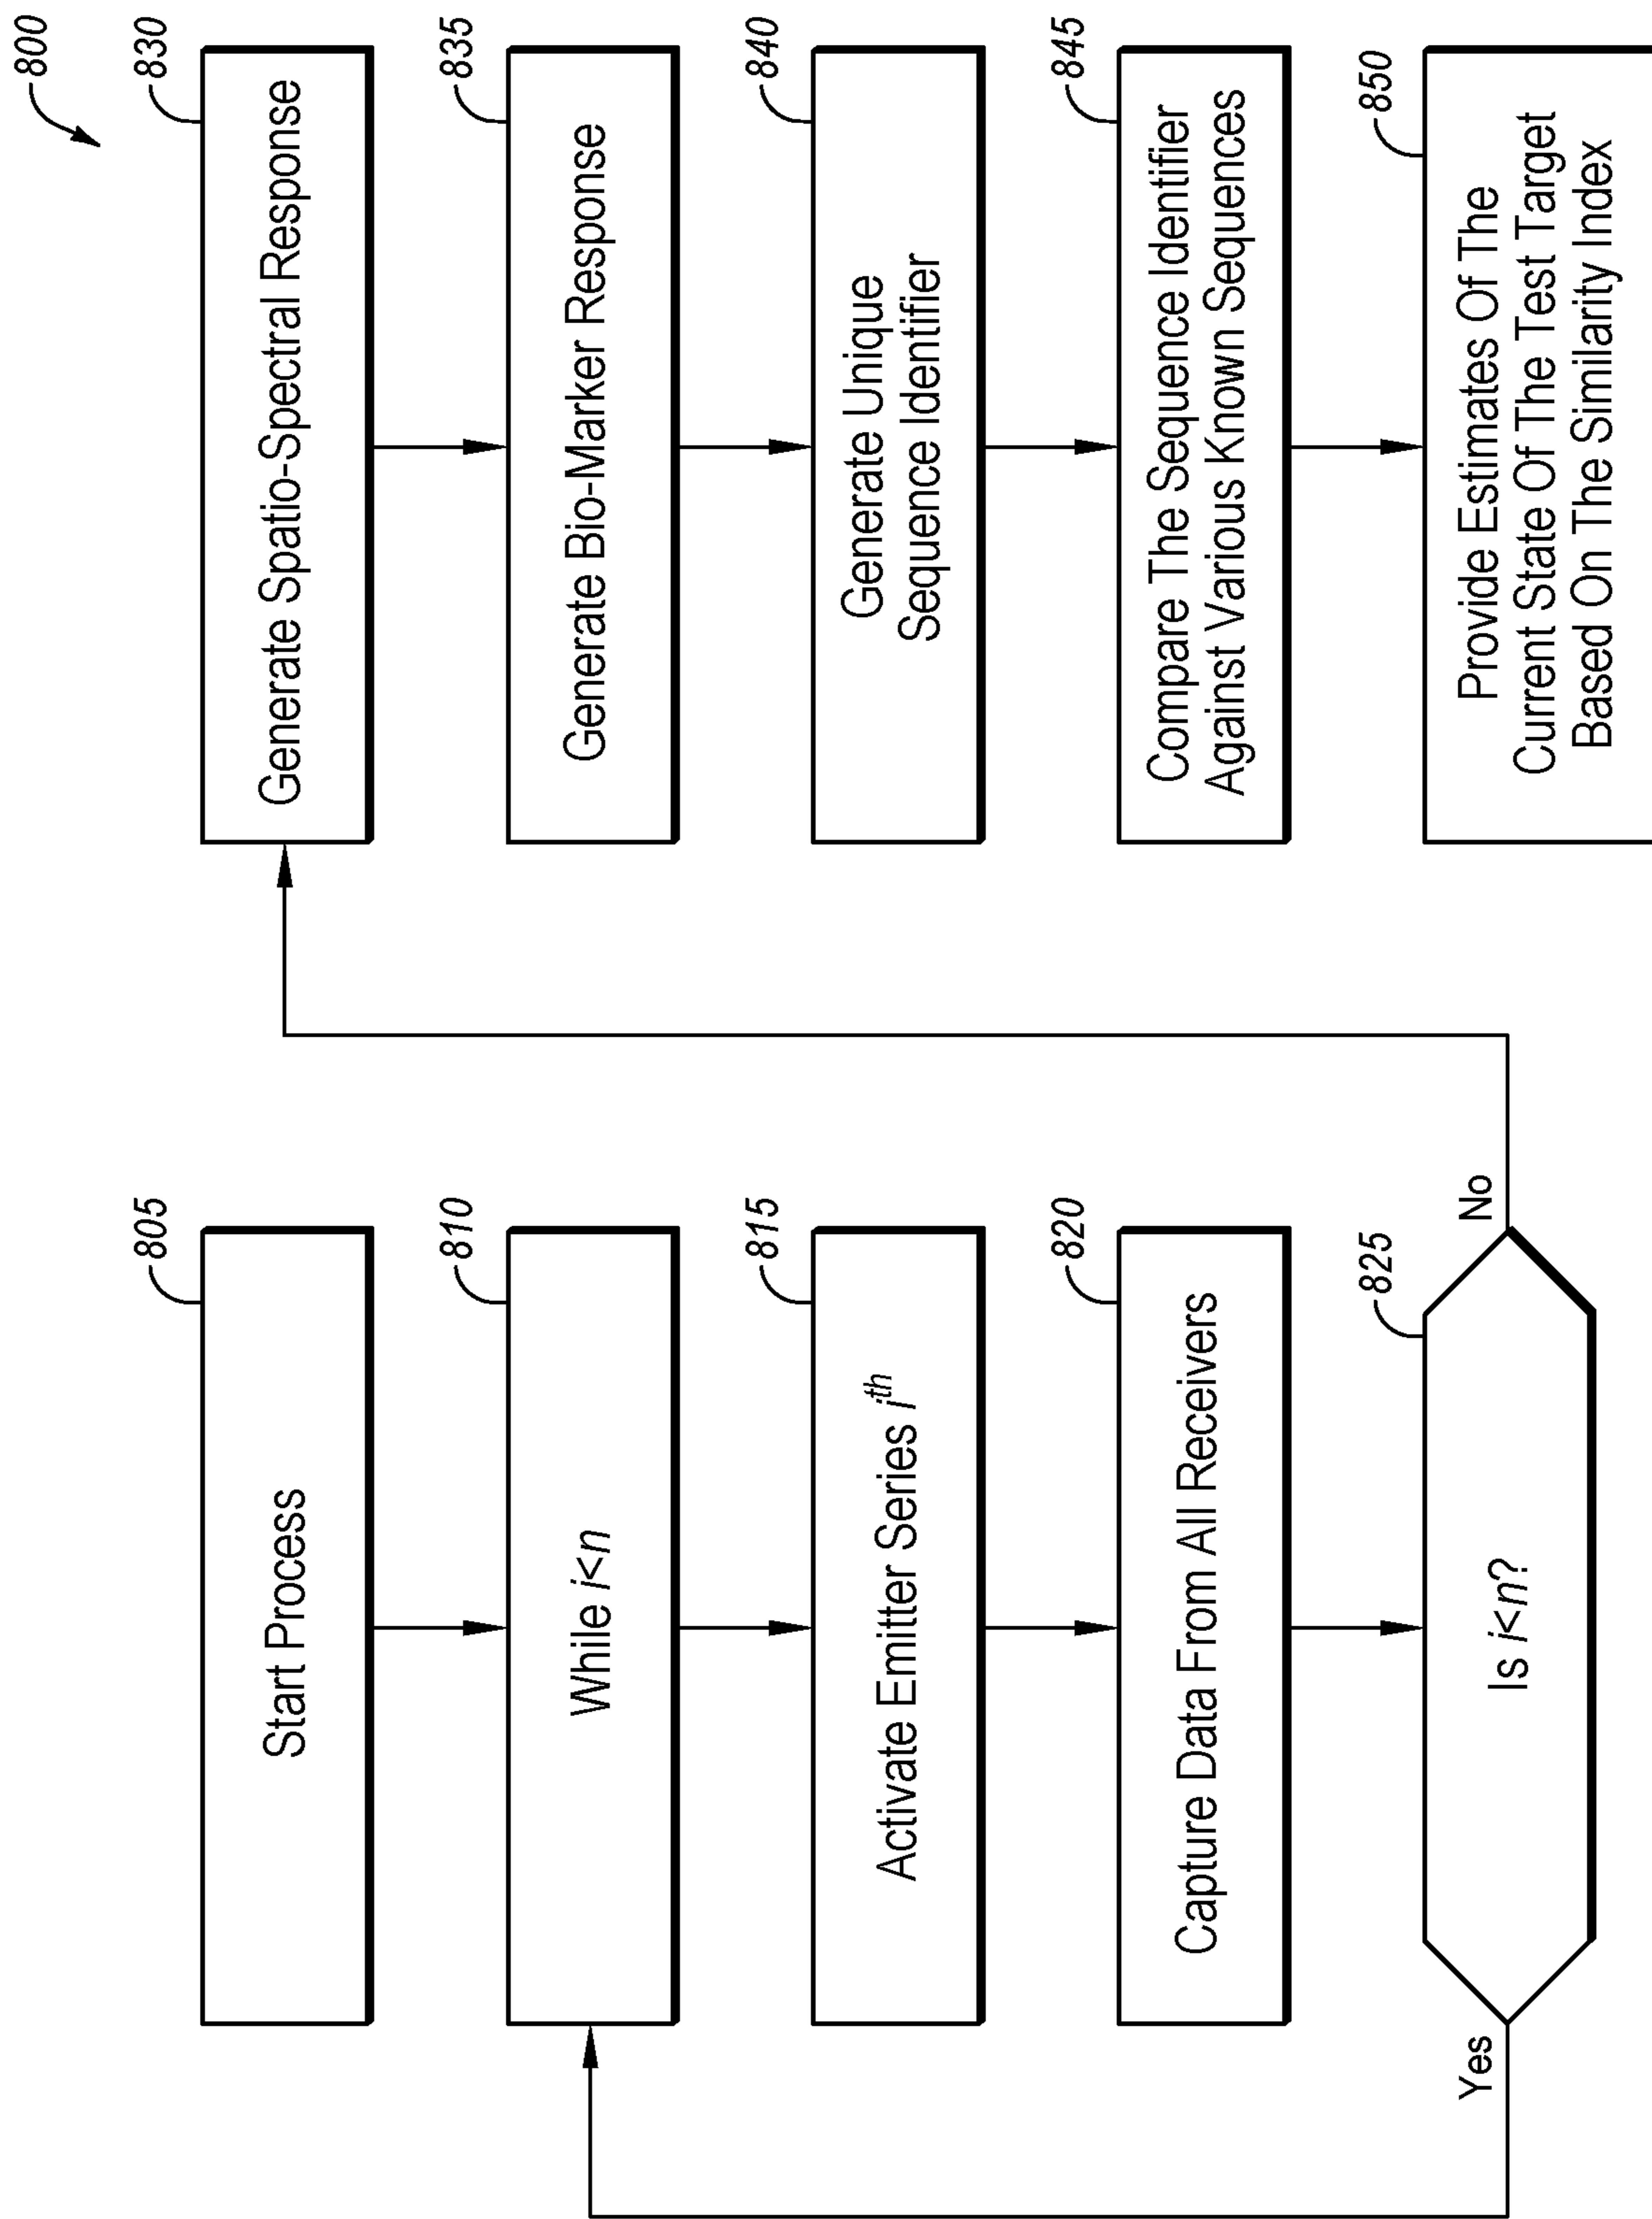 800
805
Start Process
810
While i<n
815
Activate Emitter Series ith
820
Capture Data From All Receivers
825
Is i<n?
Yes
No
830
Generate Spatio-Spectral Response
835
Generate Bio-Marker Response
840
Generate Unique
Sequence Identifier
845
Compare The Sequence Identifier
Against Various Known Sequences
850
Provide Estimates Of The
Current State Of The Test Target
Based On The Similarity Index